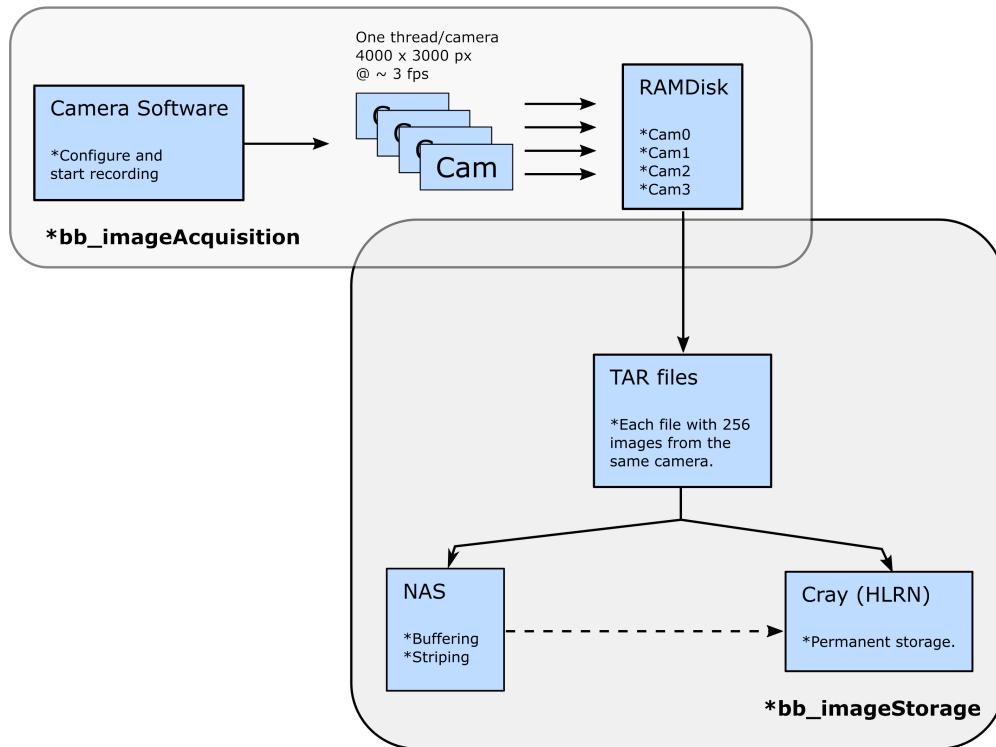 One thread/camera
4000 x 3000 px
@ ~ 3 fps
Camera Software
*Configure and
start recording
C
C
C
Cam
RAMDisk
*Cam0
*Cam1
*Cam2
*Cam3
*bb_imageAcquisition
TAR files
*Each file with 256
images from the
same camera.
NAS
*Buffering
*Striping
Cray (HLRN)
*Permanent storage.
*bb_imageStorage